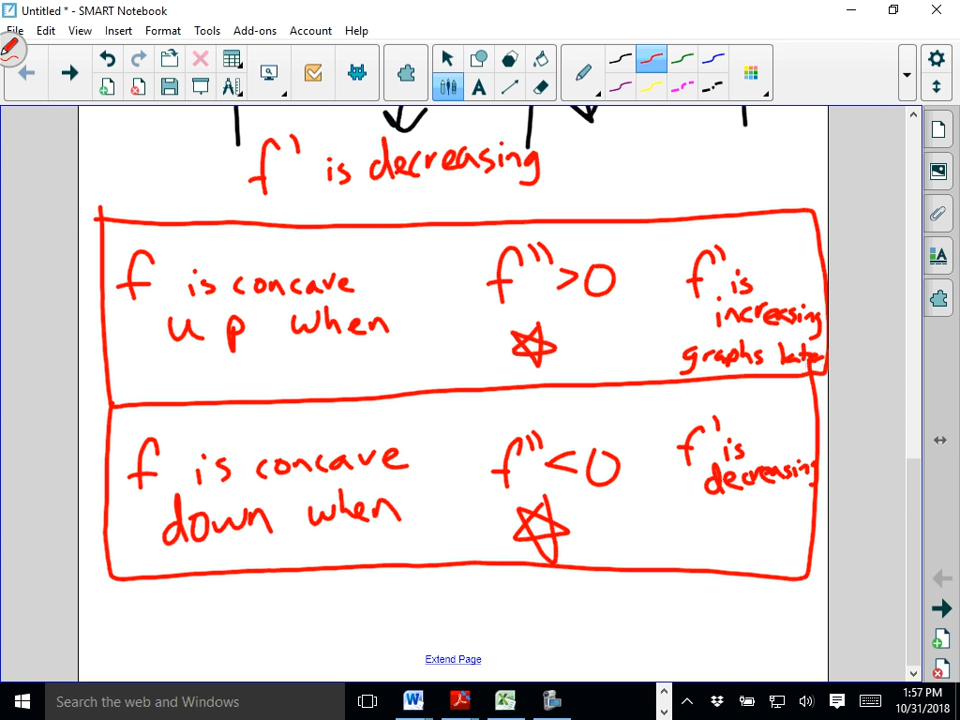 Untitled * - SMART Notebook
File Edit View Insert Format Tools Add-ons Account Help
f' is decreasing
f is concave up when f'' > 0 f' is increasing
graphs later
f is concave down when f'' < 0 f' is decreasing
Extend Page
Search the web and Windows
1:57 PM
10/31/2018